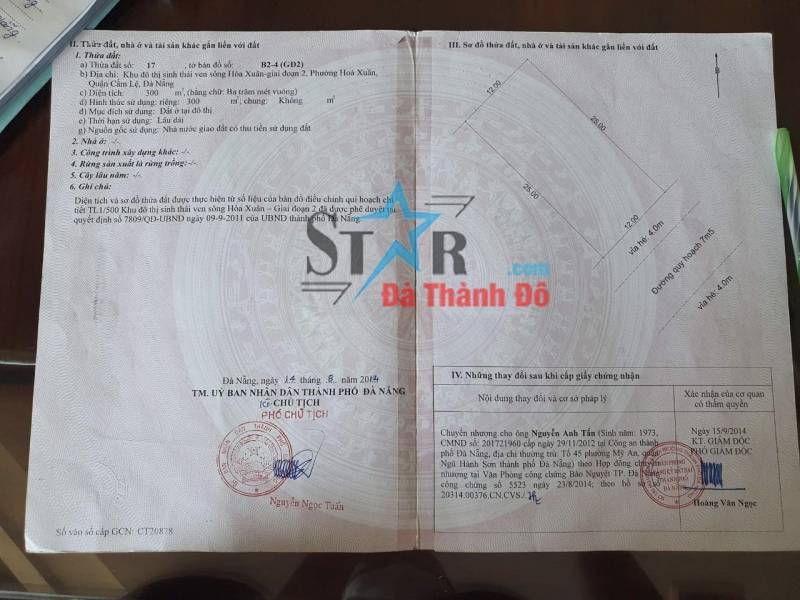 II. Thửa đất, nhà ở và tài sản khác gắn liền với đất
1. Thửa đất:
a) Thửa đất số: 17 , tờ bản đồ số: B2-4 (GĐ2)
b) Địa chỉ: Khu đô thị sinh thái ven sông Hòa Xuân-giai đoạn 2, Phường Hoà Xuân,
Quận Cẩm Lệ, Đà Nẵng
c) Diện tích: 300 m², (bằng chữ: Ba trăm mét vuông)
d) Hình thức sử dụng: riêng: 300 m², chung: Không m²
đ) Mục đích sử dụng: Đất ở tại đô thị
e) Thời hạn sử dụng: Lâu dài
g) Nguồn gốc sử dụng: Nhà nước giao đất có thu tiền sử dụng đất
2. Nhà ở: -/-
3. Công trình xây dựng khác: -/-
4. Rừng sản xuất là rừng trồng: -/-
5. Cây lâu năm: -/-
6. Ghi chú:
Diện tích và sơ đồ thửa đất được thực hiện từ số liệu của bản đồ điều chỉnh qui hoạch chi
tiết TL1/500 Khu đô thị sinh thái ven sông Hòa Xuân – Giai đoạn 2 đã được phê duyệt tại
quyết định số 7809/QĐ-UBND ngày 09-9-2011 của UBND thành phố Đà Nẵng.
Đà Nẵng, ngày 14 tháng 8 năm 2014
TM. UỶ BAN NHÂN DÂN THÀNH PHỐ ĐÀ NẴNG
CHỦ TỊCH
PHÓ CHỦ TỊCH
Nguyễn Ngọc Tuấn
Số vào sổ cấp GCN: CT20878
III. Sơ đồ thửa đất, nhà ở và tài sản khác gắn liền với đất
B
12.00
25.00
25.00
12.00
vỉa hè: 4.0m
Đường quy hoạch 7m5
vỉa hè: 4.0m
STAR
.com
Đà Thành Đô
IV. Những thay đổi sau khi cấp giấy chứng nhận
Nội dung thay đổi và cơ sở pháp lý
Xác nhận của cơ quan
có thẩm quyền
Chuyển nhượng cho ông Nguyễn Anh Tấn (Sinh năm: 1973,
CMND số: 201721960 cấp ngày 29/11/2012 tại Công an thành
phố Đà Nẵng, địa chỉ thường trú: Tổ 45 phường Mỹ An, quận
Ngũ Hành Sơn thành phố Đà Nẵng) theo Hợp đồng chuyển
nhượng tại Văn Phòng công chứng Bảo Nguyệt TP. Đà Nẵng
công chứng số 5523 ngày 23/8/2014; theo hồ sơ số
20314.00376.CN.CVS./.
Ngày 15/9/2014
KT. GIÁM ĐỐC
PHÓ GIÁM ĐỐC
Hoàng Văn Ngọc